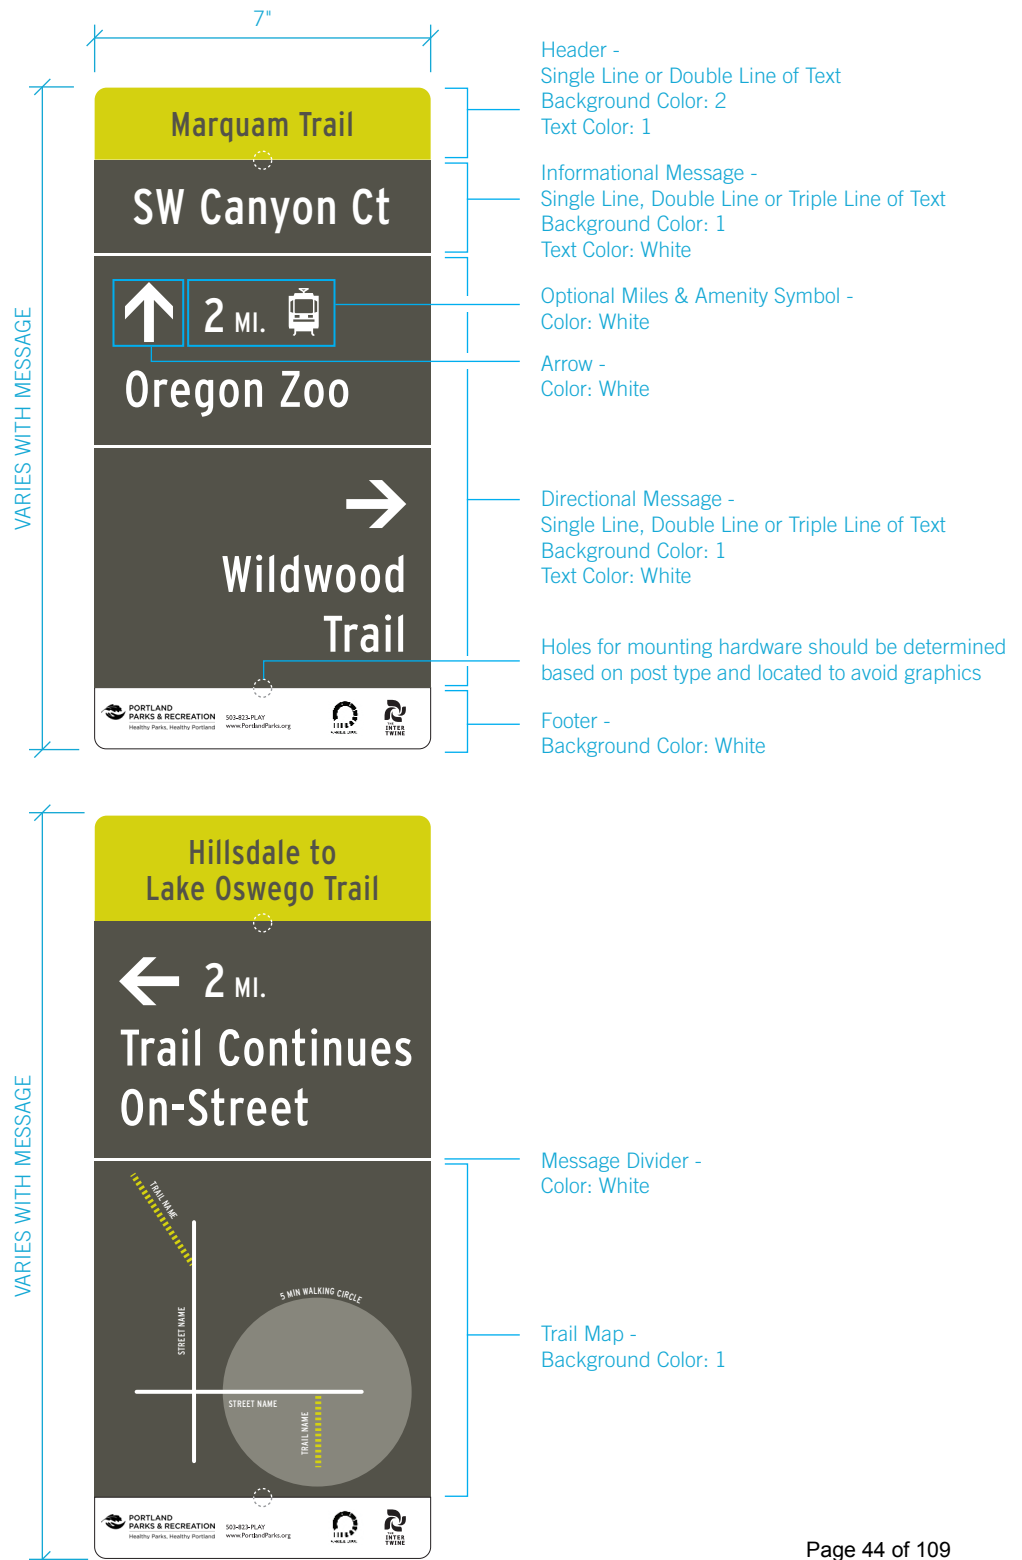 7"
Header -
Single Line or Double Line of Text
Background Color: 2
Text Color: 1
Marquam Trail
Informational Message -
Single Line, Double Line or Triple Line of Text
Background Color: 1
Text Color: White
SW Canyon Ct
VARIES WITH MESSAGE
2 MI.
Optional Miles & Amenity Symbol -
Color: White
Arrow -
Color: White
Oregon Zoo
Directional Message -
Single Line, Double Line or Triple Line of Text
Background Color: 1
Text Color: White
Wildwood
Trail
Holes for mounting hardware should be determined
based on post type and located to avoid graphics
PORTLAND
PARKS & RECREATION
Healthy Parks, Healthy Portland
503-823-PLAY
www.PortlandParks.org
THE
INTER
TWINE
Footer -
Background Color: White
Hillsdale to
Lake Oswego Trail
2 MI.
Trail Continues
On-Street
VARIES WITH MESSAGE
Message Divider -
Color: White
TRAIL NAME
STREET NAME
5 MIN WALKING CIRCLE
STREET NAME
TRAIL NAME
Trail Map -
Background Color: 1
PORTLAND
PARKS & RECREATION
Healthy Parks, Healthy Portland
503-823-PLAY
www.PortlandParks.org
THE
INTER
TWINE
Page 44 of 109